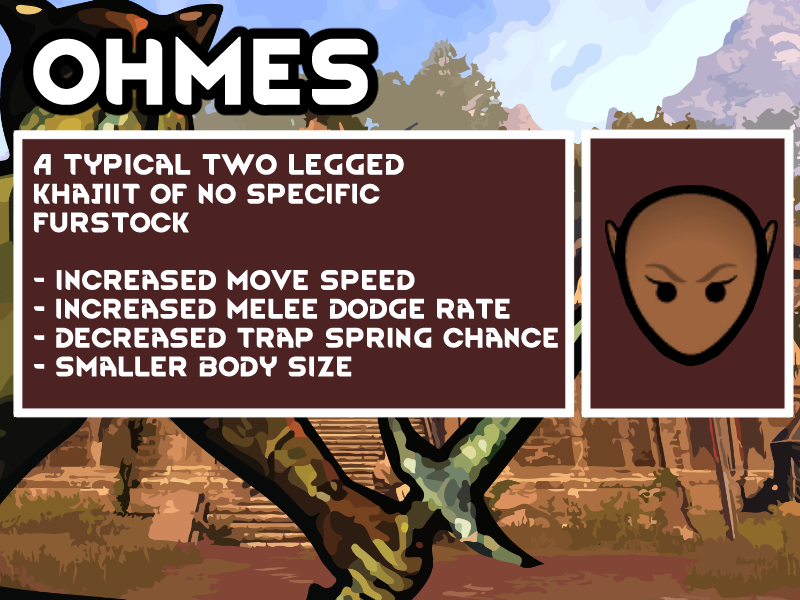 OHMES
A TYPICAL TWO LEGGED
KHAJIIT OF NO SPECIFIC
FURSTOCK
- INCREASED MOVE SPEED
- INCREASED MELEE DODGE RATE
- DECREASED TRAP SPRING CHANCE
- SMALLER BODY SIZE